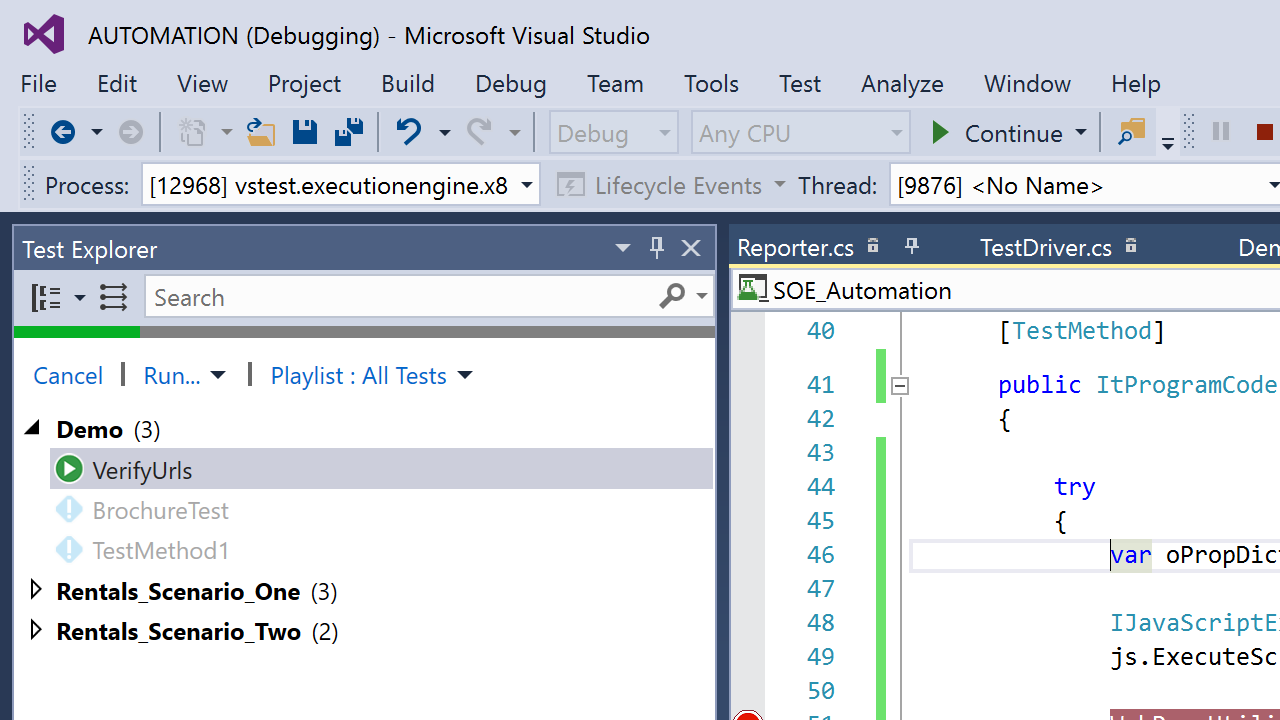 AUTOMATION (Debugging) - Microsoft Visual Studio
File Edit View Project Build Debug Team Tools Test Analyze Window Help
Debug Any CPU Continue
Process: [12968] vstest.executionengine.x8 Lifecycle Events Thread: [9876] <No Name>
Test Explorer
Search
Cancel | Run... | Playlist : All Tests
Demo (3)
VerifyUrls
BrochureTest
TestMethod1
Rentals_Scenario_One (3)
Rentals_Scenario_Two (2)
Reporter.cs TestDriver.cs
SOE_Automation
40 [TestMethod]
41 public ItProgramCode
42 {
43
44 try
45 {
46 var oPropDict
47
48 IJavaScriptE
49 js.ExecuteSc
50